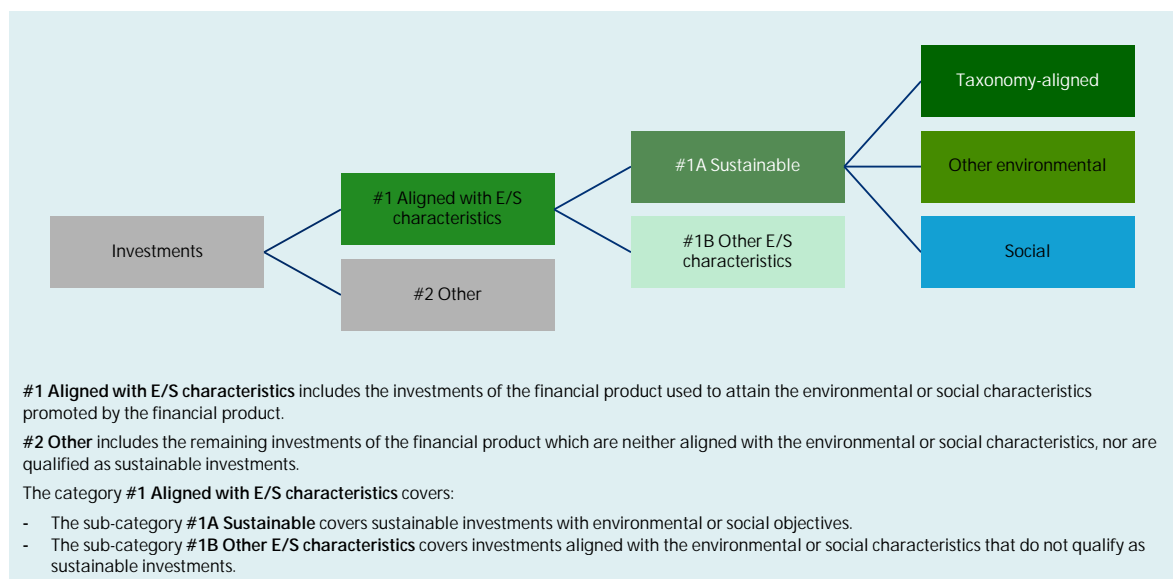 Taxonomy-aligned
#1A Sustainable
Other environmental
#1 Aligned with E/S
characteristics
Investments
#1B Other E/S
characteristics
Social
#2 Other
#1 Aligned with E/S characteristics includes the investments of the financial product used to attain the environmental or social characteristics
promoted by the financial product.
#2 Other includes the remaining investments of the financial product which are neither aligned with the environmental or social characteristics, nor are
qualified as sustainable investments.
The category #1 Aligned with E/S characteristics covers:
- The sub-category #1A Sustainable covers sustainable investments with environmental or social objectives.
- The sub-category #1B Other E/S characteristics covers investments aligned with the environmental or social characteristics that do not qualify as
sustainable investments.